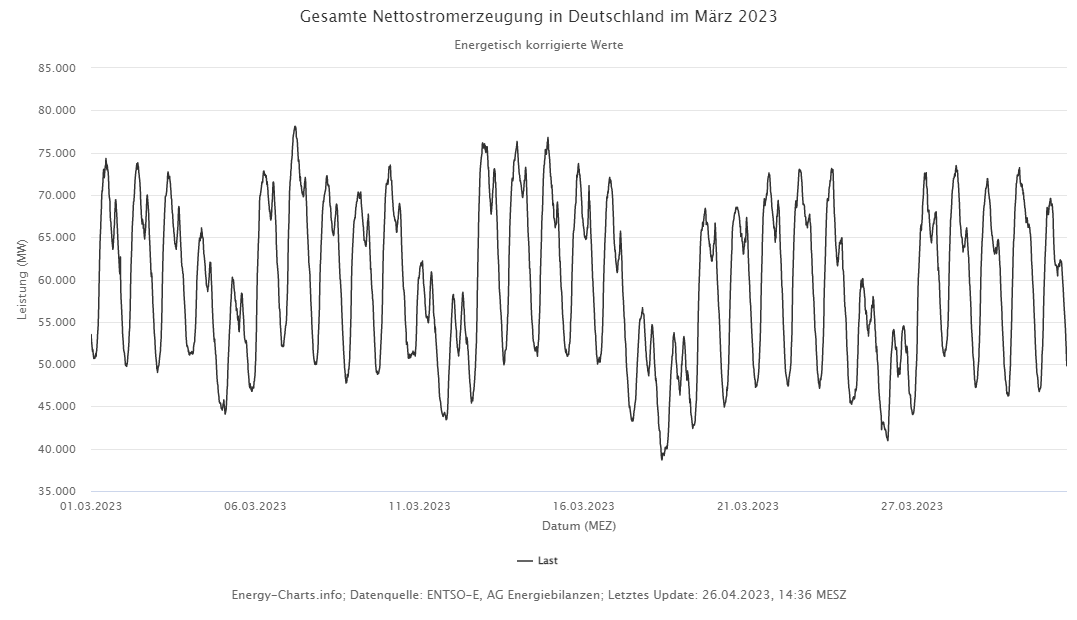 Gesamte Nettostromerzeugung in Deutschland im März 2023
Energetisch korrigierte Werte
85.000
80.000
75.000
70.000
65.000
60.000
55.000
50.000
45.000
40.000
35.000
Leistung (MW)
01.03.2023 06.03.2023 11.03.2023 16.03.2023 21.03.2023 27.03.2023
Datum (MEZ)
Last
Energy-Charts.info; Datenquelle: ENTSO-E, AG Energiebilanzen; Letztes Update: 26.04.2023, 14:36 MESZ